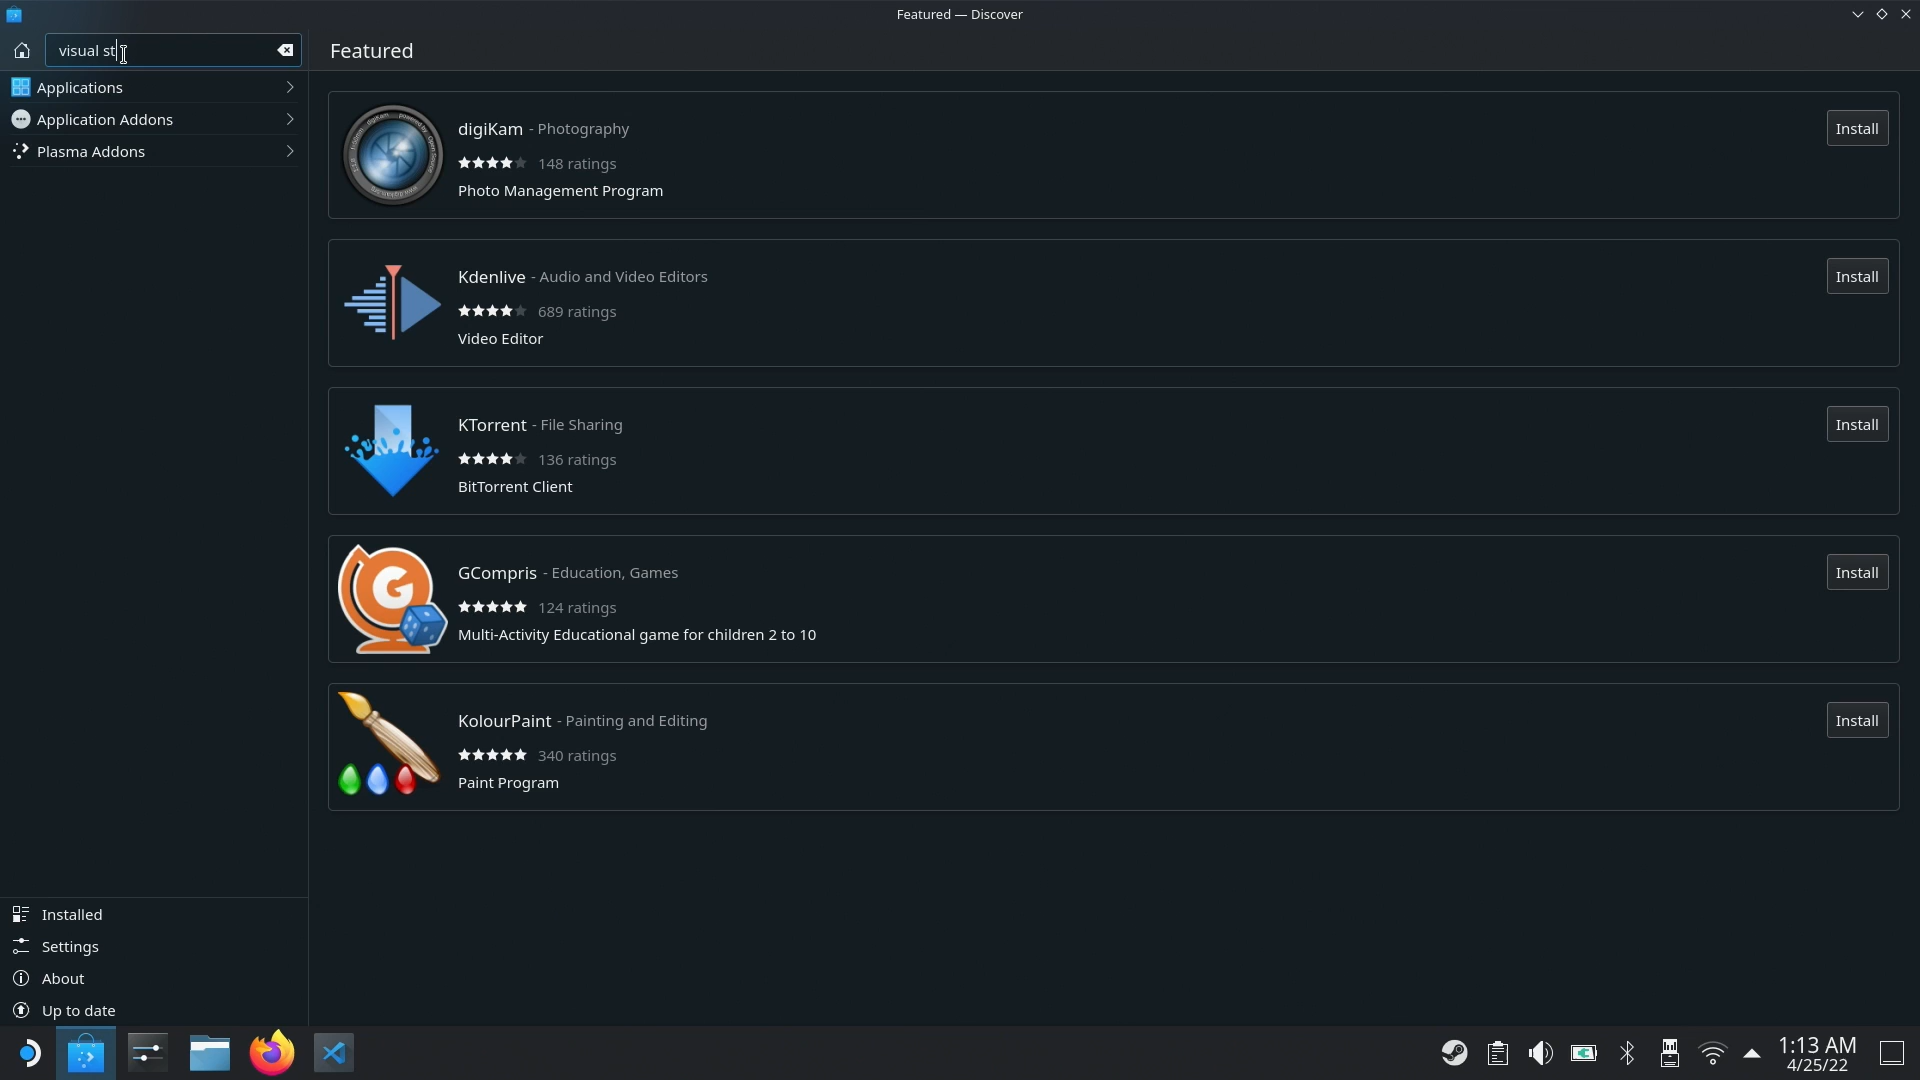 Featured — Discover
visual st
Featured
Applications
Application Addons
Plasma Addons
digiKam - Photography
148 ratings
Photo Management Program
Install
Kdenlive - Audio and Video Editors
689 ratings
Video Editor
Install
KTorrent - File Sharing
136 ratings
BitTorrent Client
Install
GCompris - Education, Games
124 ratings
Multi-Activity Educational game for children 2 to 10
Install
KolourPaint - Painting and Editing
340 ratings
Paint Program
Install
Installed
Settings
About
Up to date
1:13 AM
4/25/22